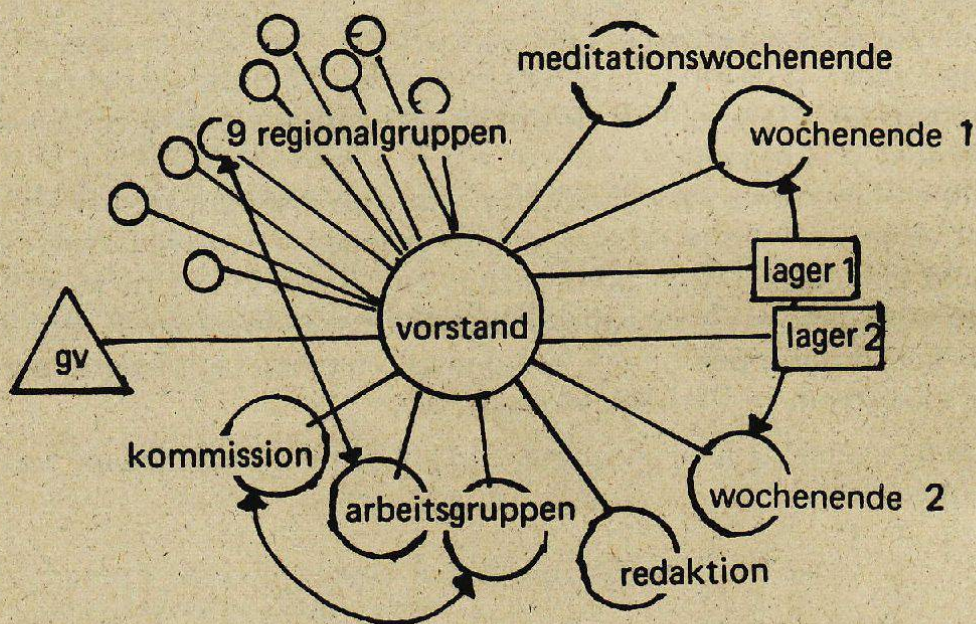 meditationswochenende
9 regionalgruppen
wochenende 1
lager 1
vorstand
lager 2
gv
kommission
arbeitsgruppen
wochenende 2
redaktion